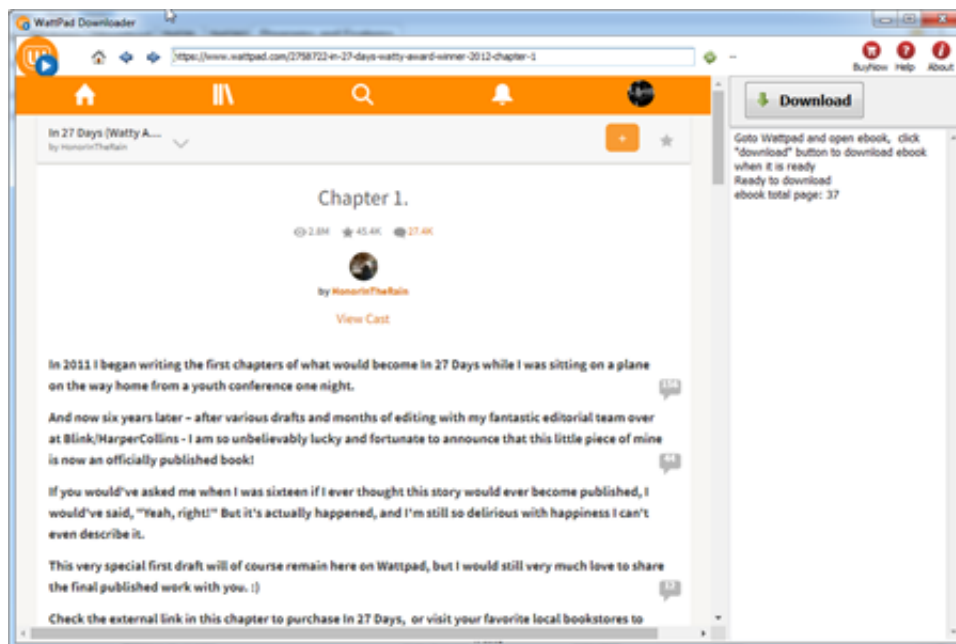 WattPad Downloader
https://www.wattpad.com/2758722-in-27-days-watty-award-winner-2012-chapter-1
BuyNow Help About
In 27 Days (Watty A....
by HonorInTheRain
Download
Goto Wattpad and open ebook, click
"download" button to download ebook
when it is ready
Ready to download
ebook total page: 37
Chapter 1.
2.8M 45.4K 27.4K
by HonorInTheRain
View Cast
In 2011 I began writing the first chapters of what would become In 27 Days while I was sitting on a plane
on the way home from a youth conference one night.
154
And now six years later – after various drafts and months of editing with my fantastic editorial team over
at Blink/HarperCollins - I am so unbelievably lucky and fortunate to announce that this little piece of mine
is now an officially published book!
44
If you would've asked me when I was sixteen if I ever thought this story would ever become published, I
would've said, "Yeah, right!" But it's actually happened, and I'm still so delirious with happiness I can't
even describe it.
This very special first draft will of course remain here on Wattpad, but I would still very much love to share
the final published work with you. :)
Check the external link in this chapter to purchase In 27 Days, or visit your favorite local bookstores to